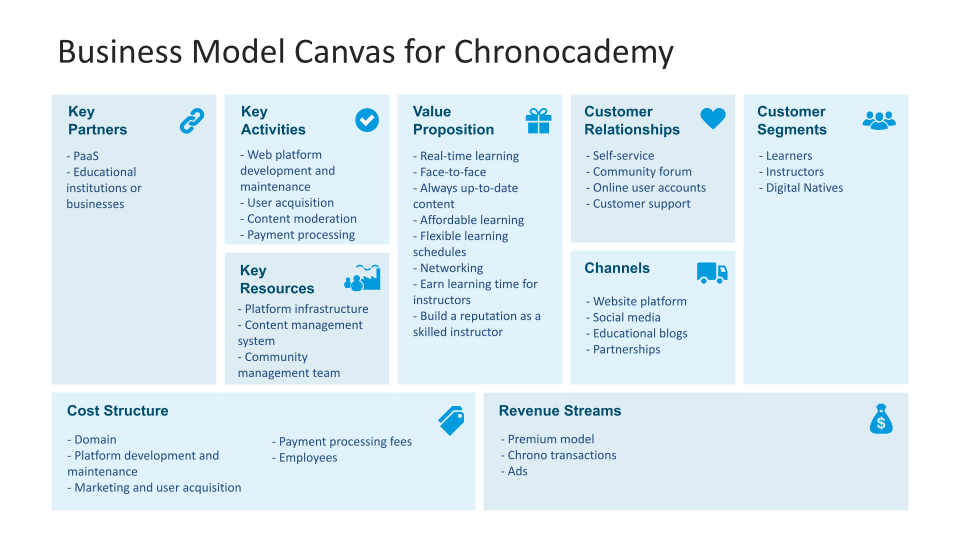 Business Model Canvas for Chronocademy
Key
Partners
- PaaS
- Educational
institutions or
businesses
Key
Activities
- Web platform
development and
maintenance
- User acquisition
- Content moderation
- Payment processing
Key
Resources
- Platform infrastructure
- Content management
system
- Community
management team
Value
Proposition
- Real-time learning
- Face-to-face
- Always up-to-date
content
- Affordable learning
- Flexible learning
schedules
- Networking
- Earn learning time for
instructors
- Build a reputation as a
skilled instructor
Customer
Relationships
- Self-service
- Community forum
- Online user accounts
- Customer support
Channels
- Website platform
- Social media
- Educational blogs
- Partnerships
Customer
Segments
- Learners
- Instructors
- Digital Natives
Cost Structure
- Domain
- Platform development and
maintenance
- Marketing and user acquisition
- Payment processing fees
- Employees
Revenue Streams
$
- Premium model
- Chrono transactions
- Ads